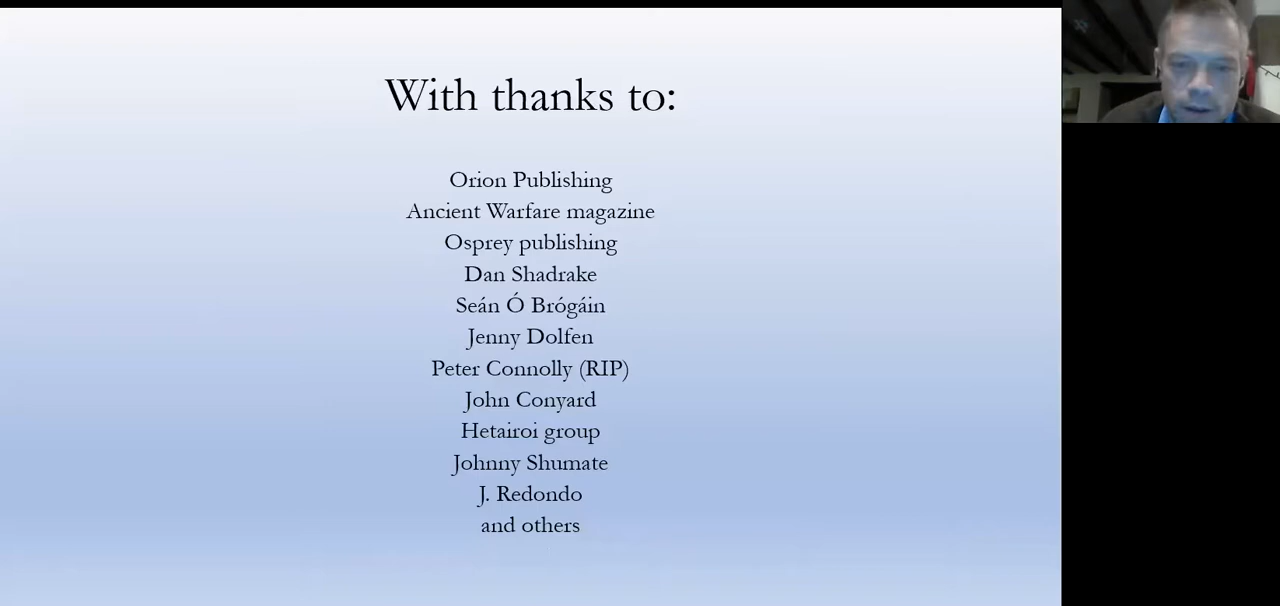 With thanks to:
Orion Publishing
Ancient Warfare magazine
Osprey publishing
Dan Shadrake
Seán Ó Brógáin
Jenny Dolfen
Peter Connolly (RIP)
John Conyard
Hetairoi group
Johnny Shumate
J. Redondo
and others